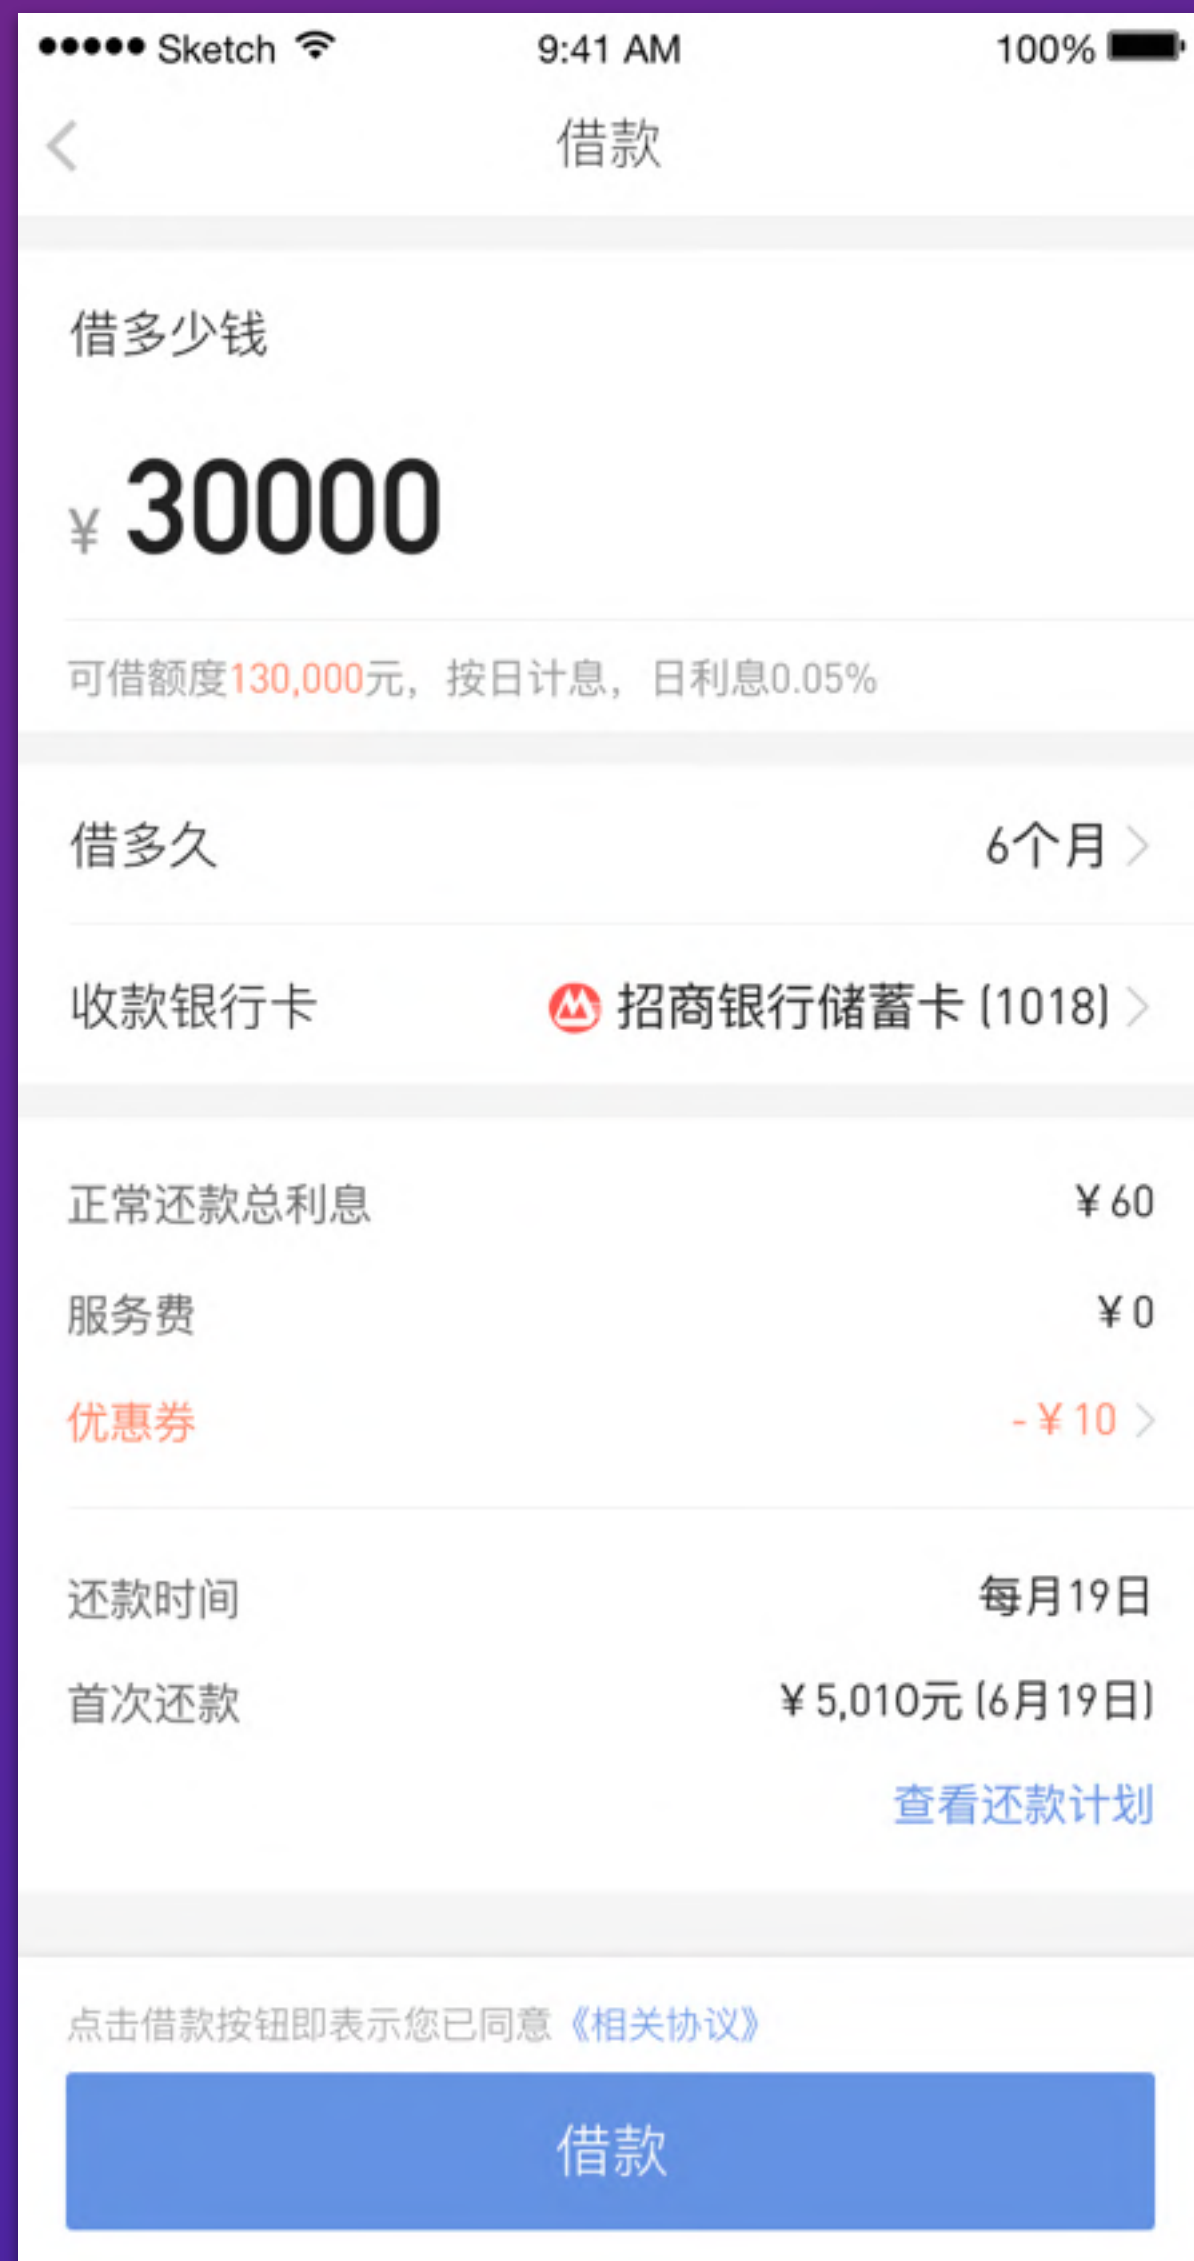 Sketch 9:41 AM 100%
借款
借多少钱
¥ 30000
可借额度130,000元，按日计息，日利息0.05%
借多久 6个月
收款银行卡 招商银行储蓄卡 (1018)
正常还款总利息 ¥60
服务费 ¥0
优惠券 -¥10
还款时间 每月19日
首次还款 ¥5,010元 (6月19日)
查看还款计划
点击借款按钮即表示您已同意《相关协议》
借款